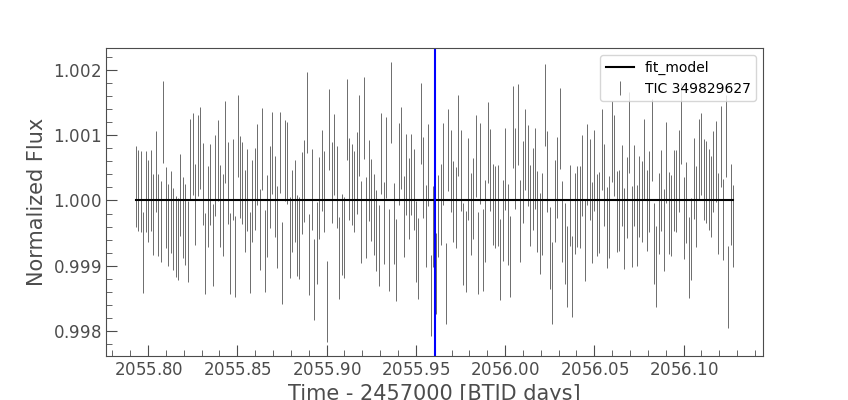 fit_model
TIC 349829627
1.002
1.001
1.000
0.999
0.998
Normalized Flux
2055.80 2055.85 2055.90 2055.95 2056.00 2056.05 2056.10
Time - 2457000 [BTJD days]